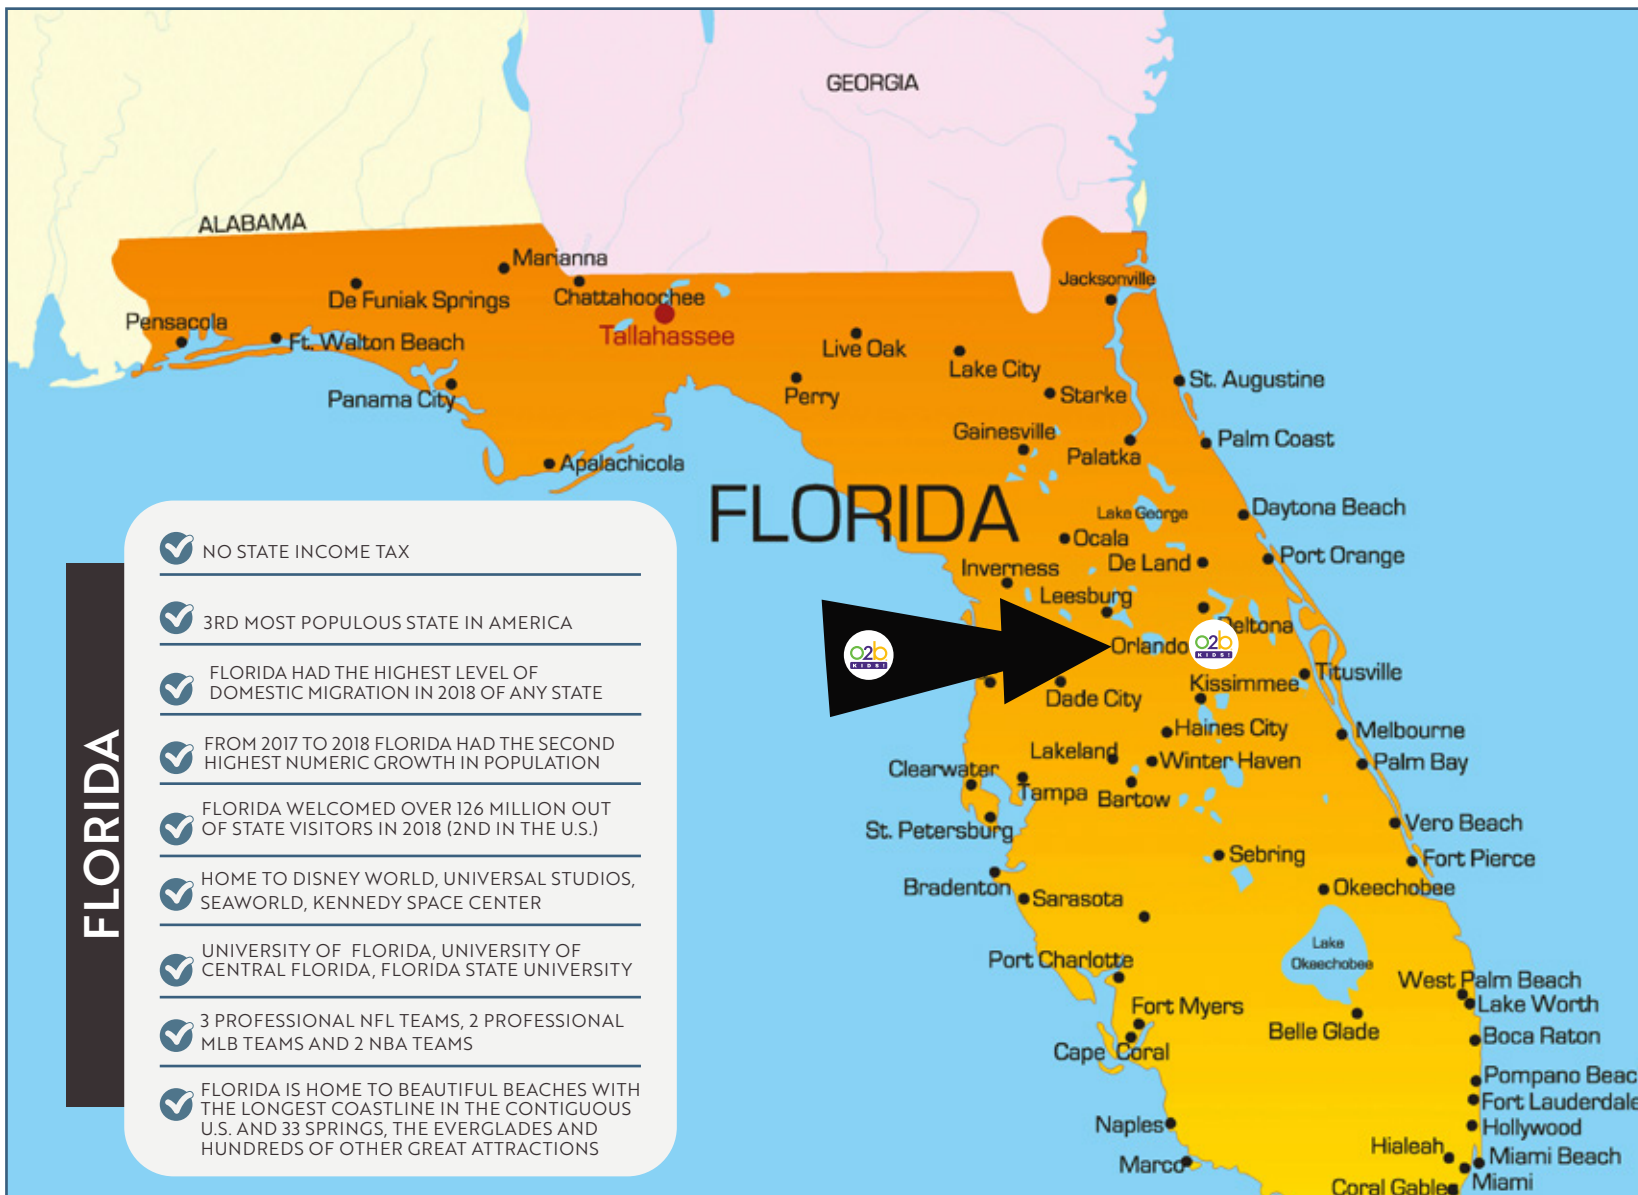 GEORGIA
ALABAMA
Marianna
De Funiak Springs
Chattahoochee
Jacksonville
Pensacola
Ft. Walton Beach
Tallahassee
Live Oak
Lake City
Panama City
Perry
Starke
St. Augustine
Gainesville
Palatka
Palm Coast
Apalachicola
FLORIDA
Lake George
Daytona Beach
Ocala
Inverness
De Land
Port Orange
Leesburg
Deltona
Orlando
o2b
KIDS!
o2b
KIDS!
Titusville
Dade City
Kissimmee
Haines City
Melbourne
Lakeland
Winter Haven
Palm Bay
Clearwater
Tampa
Bartow
St. Petersburg
Vero Beach
Sebring
Fort Pierce
Bradenton
Sarasota
Okeechobee
Lake
Okeechobee
Port Charlotte
West Palm Beach
Lake Worth
Fort Myers
Belle Glade
Boca Raton
Cape Coral
Pompano Beac
Fort Lauderdale
Naples
Hollywood
Hialeah
Miami Beach
Marco
Miami
Coral Gables
FLORIDA
NO STATE INCOME TAX
3RD MOST POPULOUS STATE IN AMERICA
FLORIDA HAD THE HIGHEST LEVEL OF
DOMESTIC MIGRATION IN 2018 OF ANY STATE
FROM 2017 TO 2018 FLORIDA HAD THE SECOND
HIGHEST NUMERIC GROWTH IN POPULATION
FLORIDA WELCOMED OVER 126 MILLION OUT
OF STATE VISITORS IN 2018 (2ND IN THE U.S.)
HOME TO DISNEY WORLD, UNIVERSAL STUDIOS,
SEAWORLD, KENNEDY SPACE CENTER
UNIVERSITY OF FLORIDA, UNIVERSITY OF
CENTRAL FLORIDA, FLORIDA STATE UNIVERSITY
3 PROFESSIONAL NFL TEAMS, 2 PROFESSIONAL
MLB TEAMS AND 2 NBA TEAMS
FLORIDA IS HOME TO BEAUTIFUL BEACHES WITH
THE LONGEST COASTLINE IN THE CONTIGUOUS
U.S. AND 33 SPRINGS, THE EVERGLADES AND
HUNDREDS OF OTHER GREAT ATTRACTIONS